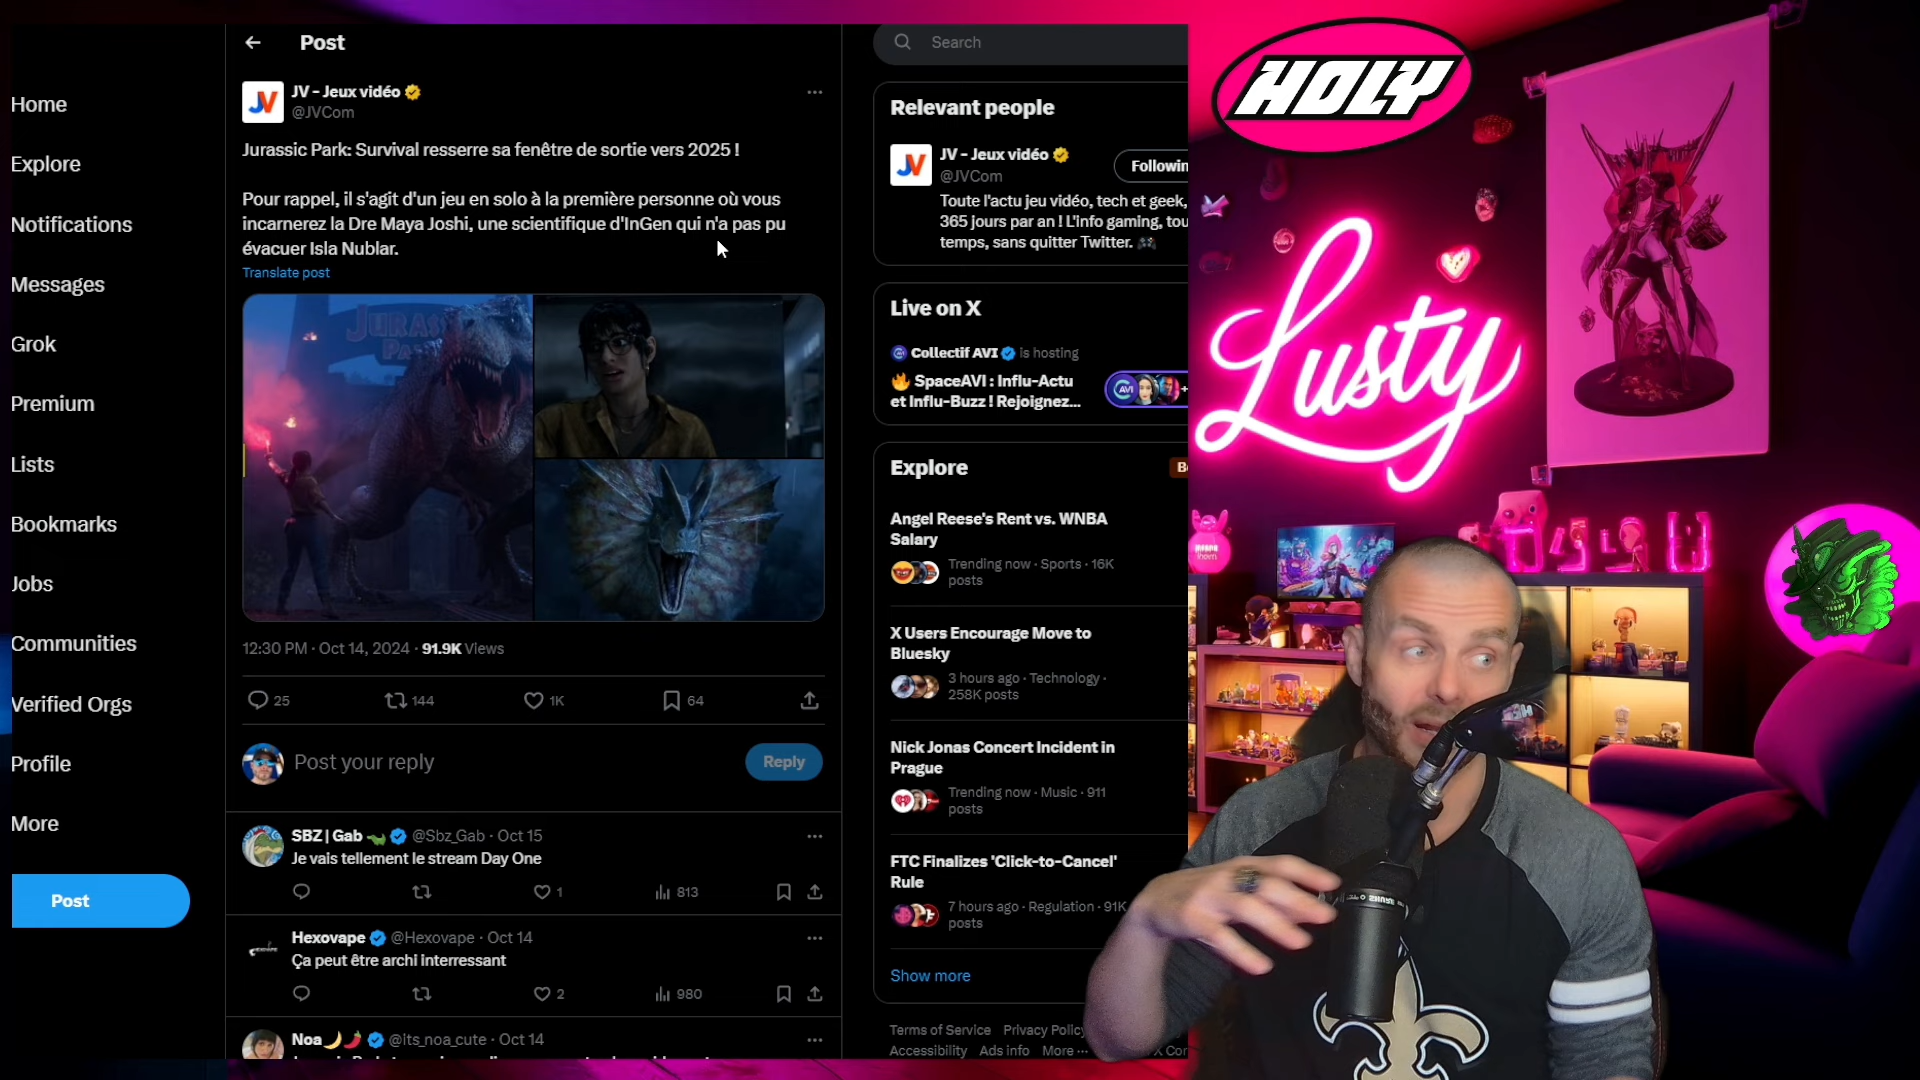 Post
Search
Home
Explore
Notifications
Messages
Grok
Premium
Lists
Bookmarks
Jobs
Communities
Verified Orgs
Profile
More
Post
JV - Jeux vidéo
@JVCom
Jurassic Park: Survival resserre sa fenêtre de sortie vers 2025 !
Pour rappel, il s'agit d'un jeu en solo à la première personne où vous
incarnerez la Dre Maya Joshi, une scientifique d'InGen qui n'a pas pu
évacuer Isla Nublar.
Translate post
JURASSIC
PARK
12:30 PM · Oct 14, 2024 · 91.9K Views
25
144
1K
64
Post your reply
Reply
SBZ | Gab @Sbz_Gab · Oct 15
Je vais tellement le stream Day One
1
813
Hexovape @Hexovape · Oct 14
Ça peut être archi interressant
2
980
Noa @Its_noa_cute · Oct 14
Relevant people
JV - Jeux vidéo
@JVCom
Followin
Toute l'actu jeu vidéo, tech et geek,
365 jours par an ! L'Info gaming, tou
temps, sans quitter Twitter.
Live on X
Collectif AVI is hosting
SpaceAVI : Influ-Actu
et Influ-Buzz ! Rejoignez...
AVI
Explore
Be
Angel Reese's Rent vs. WNBA
Salary
Trending now · Sports · 16K
posts
X Users Encourage Move to
Bluesky
3 hours ago · Technology ·
258K posts
Nick Jonas Concert Incident in
Prague
Trending now · Music · 911
posts
FTC Finalizes 'Click-to-Cancel'
Rule
7 hours ago · Regulation · 91K
posts
Show more
Terms of Service Privacy Policy
Accessibility Ads info More ··· X Cor
HOLY
Lusty